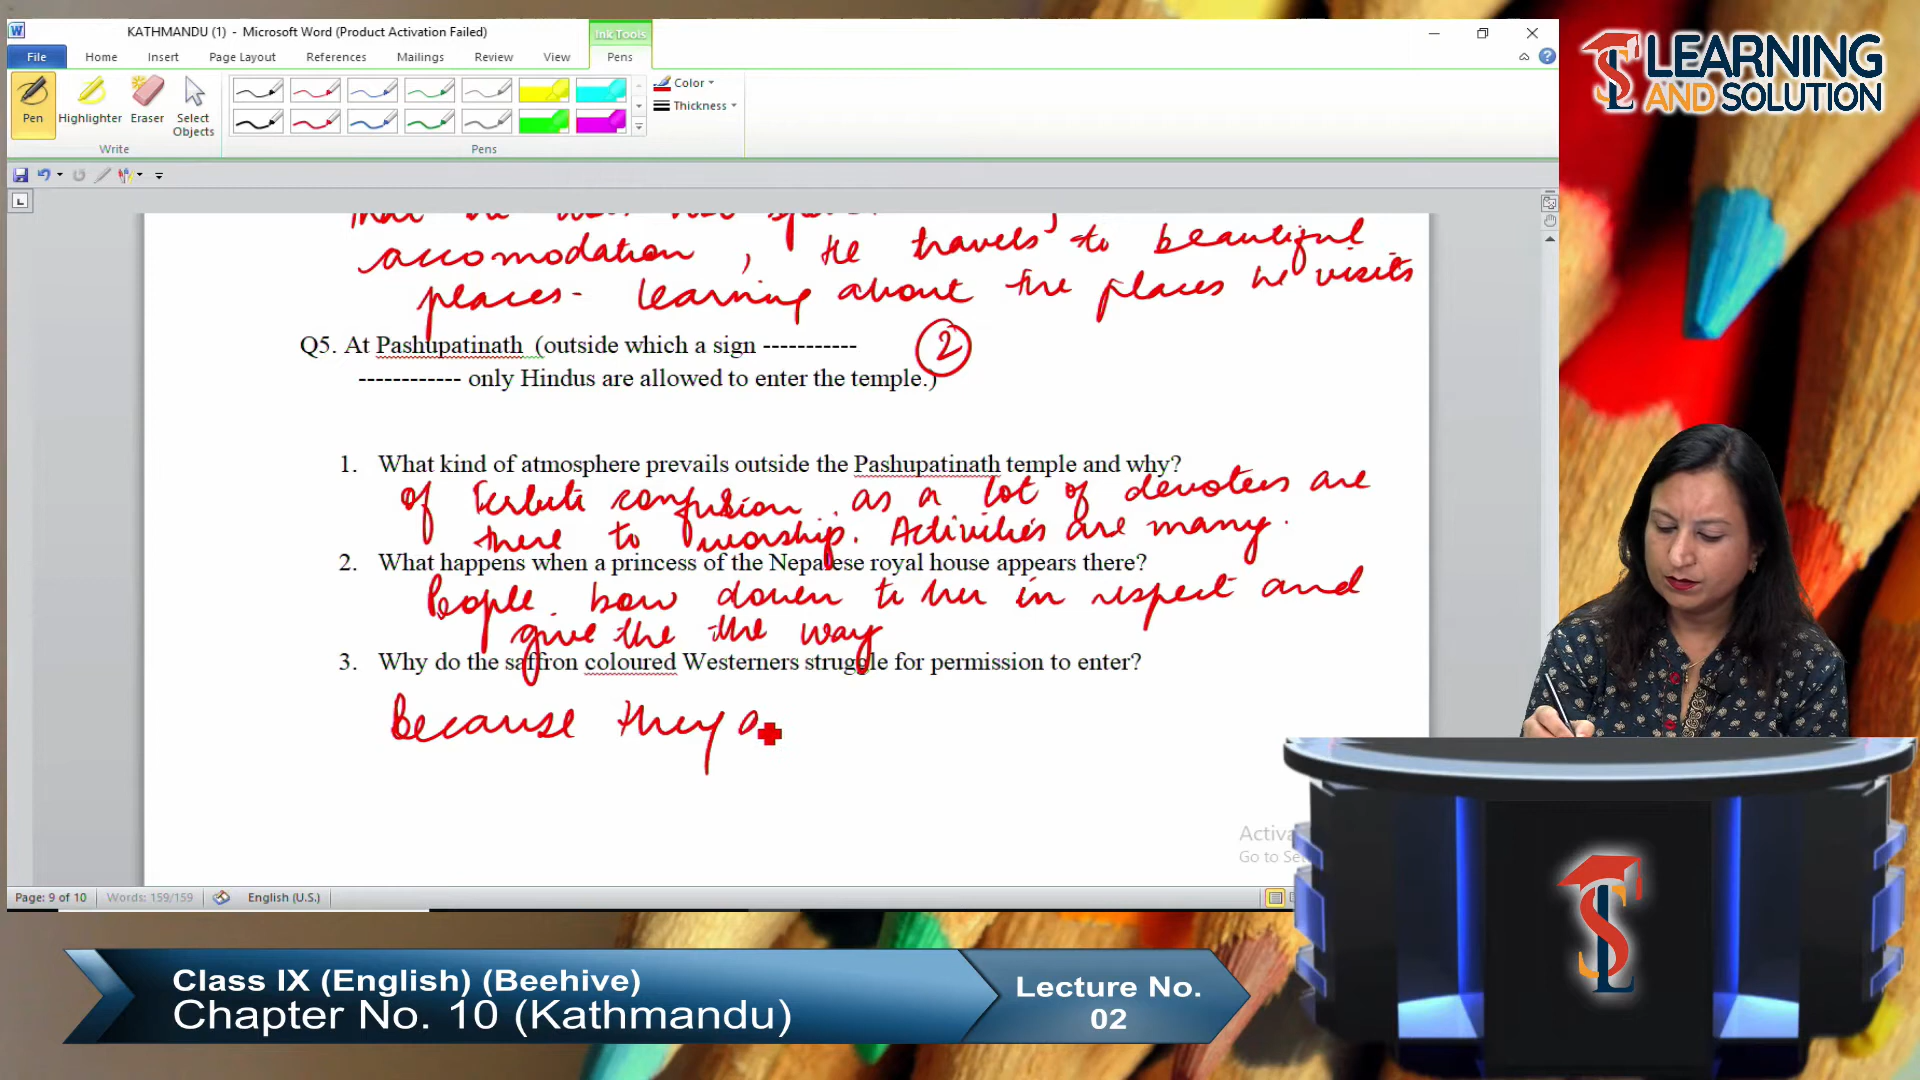 KATHMANDU (1) - Microsoft Word (Product Activation Failed)
Ink Tools
File Home Insert Page Layout References Mailings Review View Pens
Pen Highlighter Eraser Select Objects
Color
Thickness
Write
Pens
LEARNING
AND SOLUTION
accomodation, He travels to beautiful
places - learning about the places he visits
Q5. At Pashupatinath (outside which a sign -----------
------------ only Hindus are allowed to enter the temple.)
2
1. What kind of atmosphere prevails outside the Pashupatinath temple and why?
of confusion as a lot of devotees are
there to worship. Activities are many.
2. What happens when a princess of the Nepalese royal house appears there?
People bow down to her in respect and
give the the way
3. Why do the saffron coloured Westerners struggle for permission to enter?
Because they a
Activa
Go to Se
Page: 9 of 10 Words: 159/159 English (U.S.)
Class IX (English) (Beehive)
Chapter No. 10 (Kathmandu)
Lecture No.
02